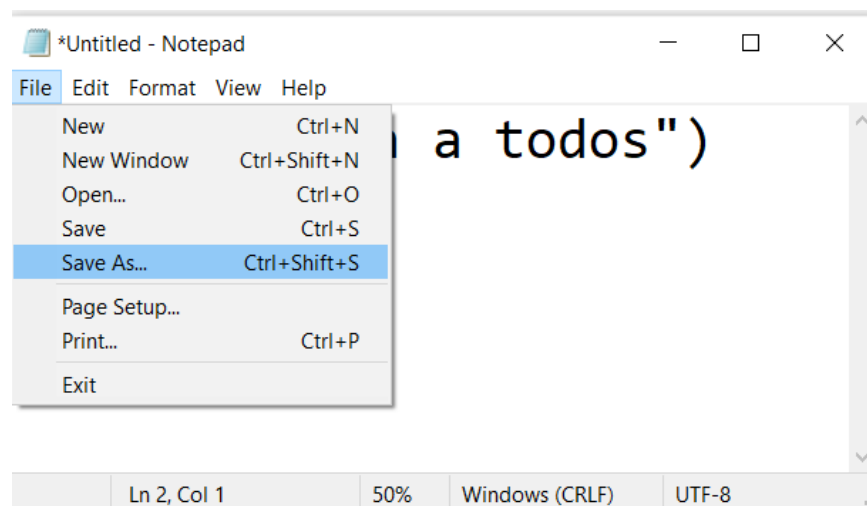 *Untitled - Notepad
File Edit Format View Help
New Ctrl+N
a todos")
New Window Ctrl+Shift+N
Open... Ctrl+O
Save Ctrl+S
Save As... Ctrl+Shift+S
Page Setup...
Print... Ctrl+P
Exit
Ln 2, Col 1 50% Windows (CRLF) UTF-8